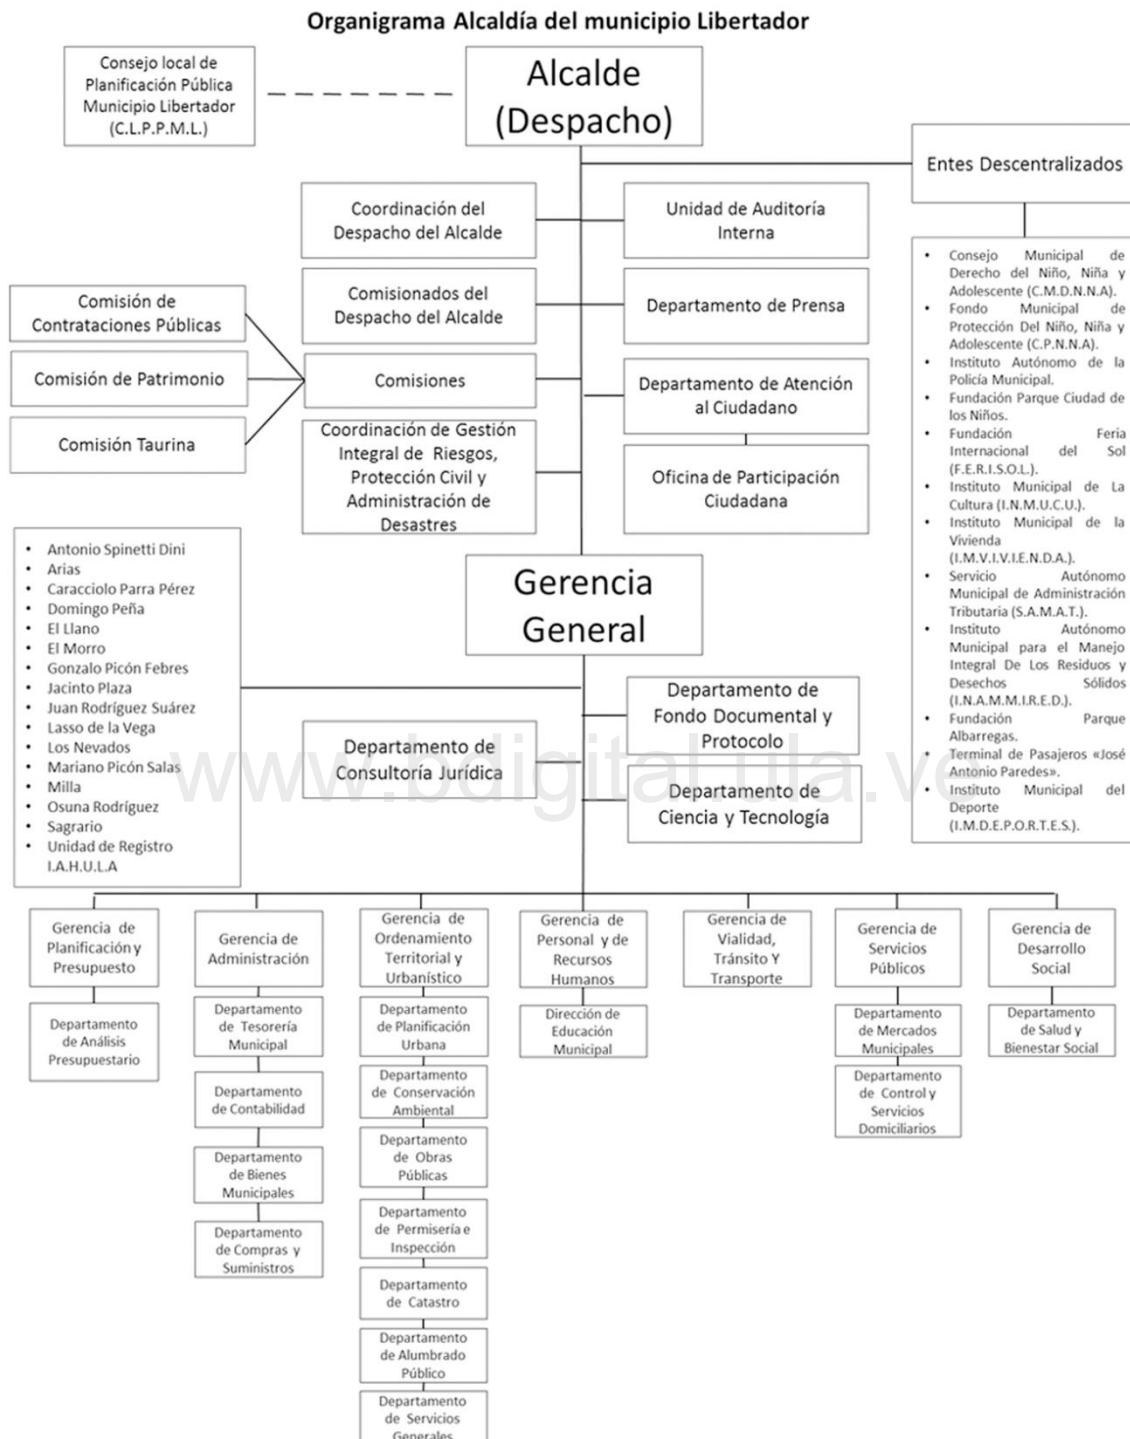 Organigrama Alcaldía del municipio Libertador
Consejo local de
Planificación Pública
Municipio Libertador
(C.L.P.P.M.L.)
Alcalde
(Despacho)
Entes Descentralizados
Coordinación del
Despacho del Alcalde
Unidad de Auditoría
Interna
Comisionados del
Despacho del Alcalde
Departamento de Prensa
Comisión de
Contrataciones Públicas
Comisión de Patrimonio
Comisión Taurina
Comisiones
Departamento de Atención
al Ciudadano
Coordinación de Gestión
Integral de Riesgos,
Protección Civil y
Administración de
Desastres
Oficina de Participación
Ciudadana
• Consejo Municipal de
Derecho del Niño, Niña y
Adolescente (C.M.D.N.N.A).
• Fondo Municipal de
Protección Del Niño, Niña y
Adolescente (C.P.N.N.A).
• Instituto Autónomo de la
Policía Municipal.
• Fundación Parque Ciudad de
los Niños.
• Fundación Feria
Internacional del Sol
(F.E.R.I.S.O.L.).
• Instituto Municipal de La
Cultura (I.N.M.U.C.U.).
• Instituto Municipal de la
Vivienda
(I.M.V.I.V.I.E.N.D.A.).
• Servicio Autónomo
Municipal de Administración
Tributaria (S.A.M.A.T.).
• Instituto Autónomo
Municipal para el Manejo
Integral De Los Residuos y
Desechos Sólidos
(I.N.A.M.M.I.R.E.D.).
• Fundación Parque
Albarregas.
• Terminal de Pasajeros «José
Antonio Paredes».
• Instituto Municipal del
Deporte
(I.M.D.E.P.O.R.T.E.S.).
Gerencia
General
• Antonio Spinetti Dini
• Arias
• Caracciolo Parra Pérez
• Domingo Peña
• El Llano
• El Morro
• Gonzalo Picón Febres
• Jacinto Plaza
• Juan Rodríguez Suárez
• Lasso de la Vega
• Los Nevados
• Mariano Picón Salas
• Milla
• Osuna Rodríguez
• Sagrario
• Unidad de Registro
I.A.H.U.L.A
Departamento de
Fondo Documental y
Protocolo
Departamento de
Consultoría Jurídica
Departamento de
Ciencia y Tecnología
www.bdigital.ula.ve
Gerencia de
Planificación y
Presupuesto
Departamento
de Análisis
Presupuestario
Gerencia de
Administración
Departamento
de Tesorería
Municipal
Departamento
de Contabilidad
Departamento
de Bienes
Municipales
Departamento
de Compras y
Suministros
Gerencia de
Ordenamiento
Territorial y
Urbanístico
Departamento
de Planificación
Urbana
Departamento
de Conservación
Ambiental
Departamento
de Obras
Públicas
Departamento
de Permisería e
Inspección
Departamento
de Catastro
Departamento
de Alumbrado
Público
Departamento
de Servicios
Generales
Gerencia de
Personal y de
Recursos
Humanos
Dirección de
Educación
Municipal
Gerencia de
Vialidad,
Tránsito Y
Transporte
Gerencia de
Servicios
Públicos
Departamento
de Mercados
Municipales
Departamento
de Control y
Servicios
Domiciliarios
Gerencia de
Desarrollo
Social
Departamento
de Salud y
Bienestar Social